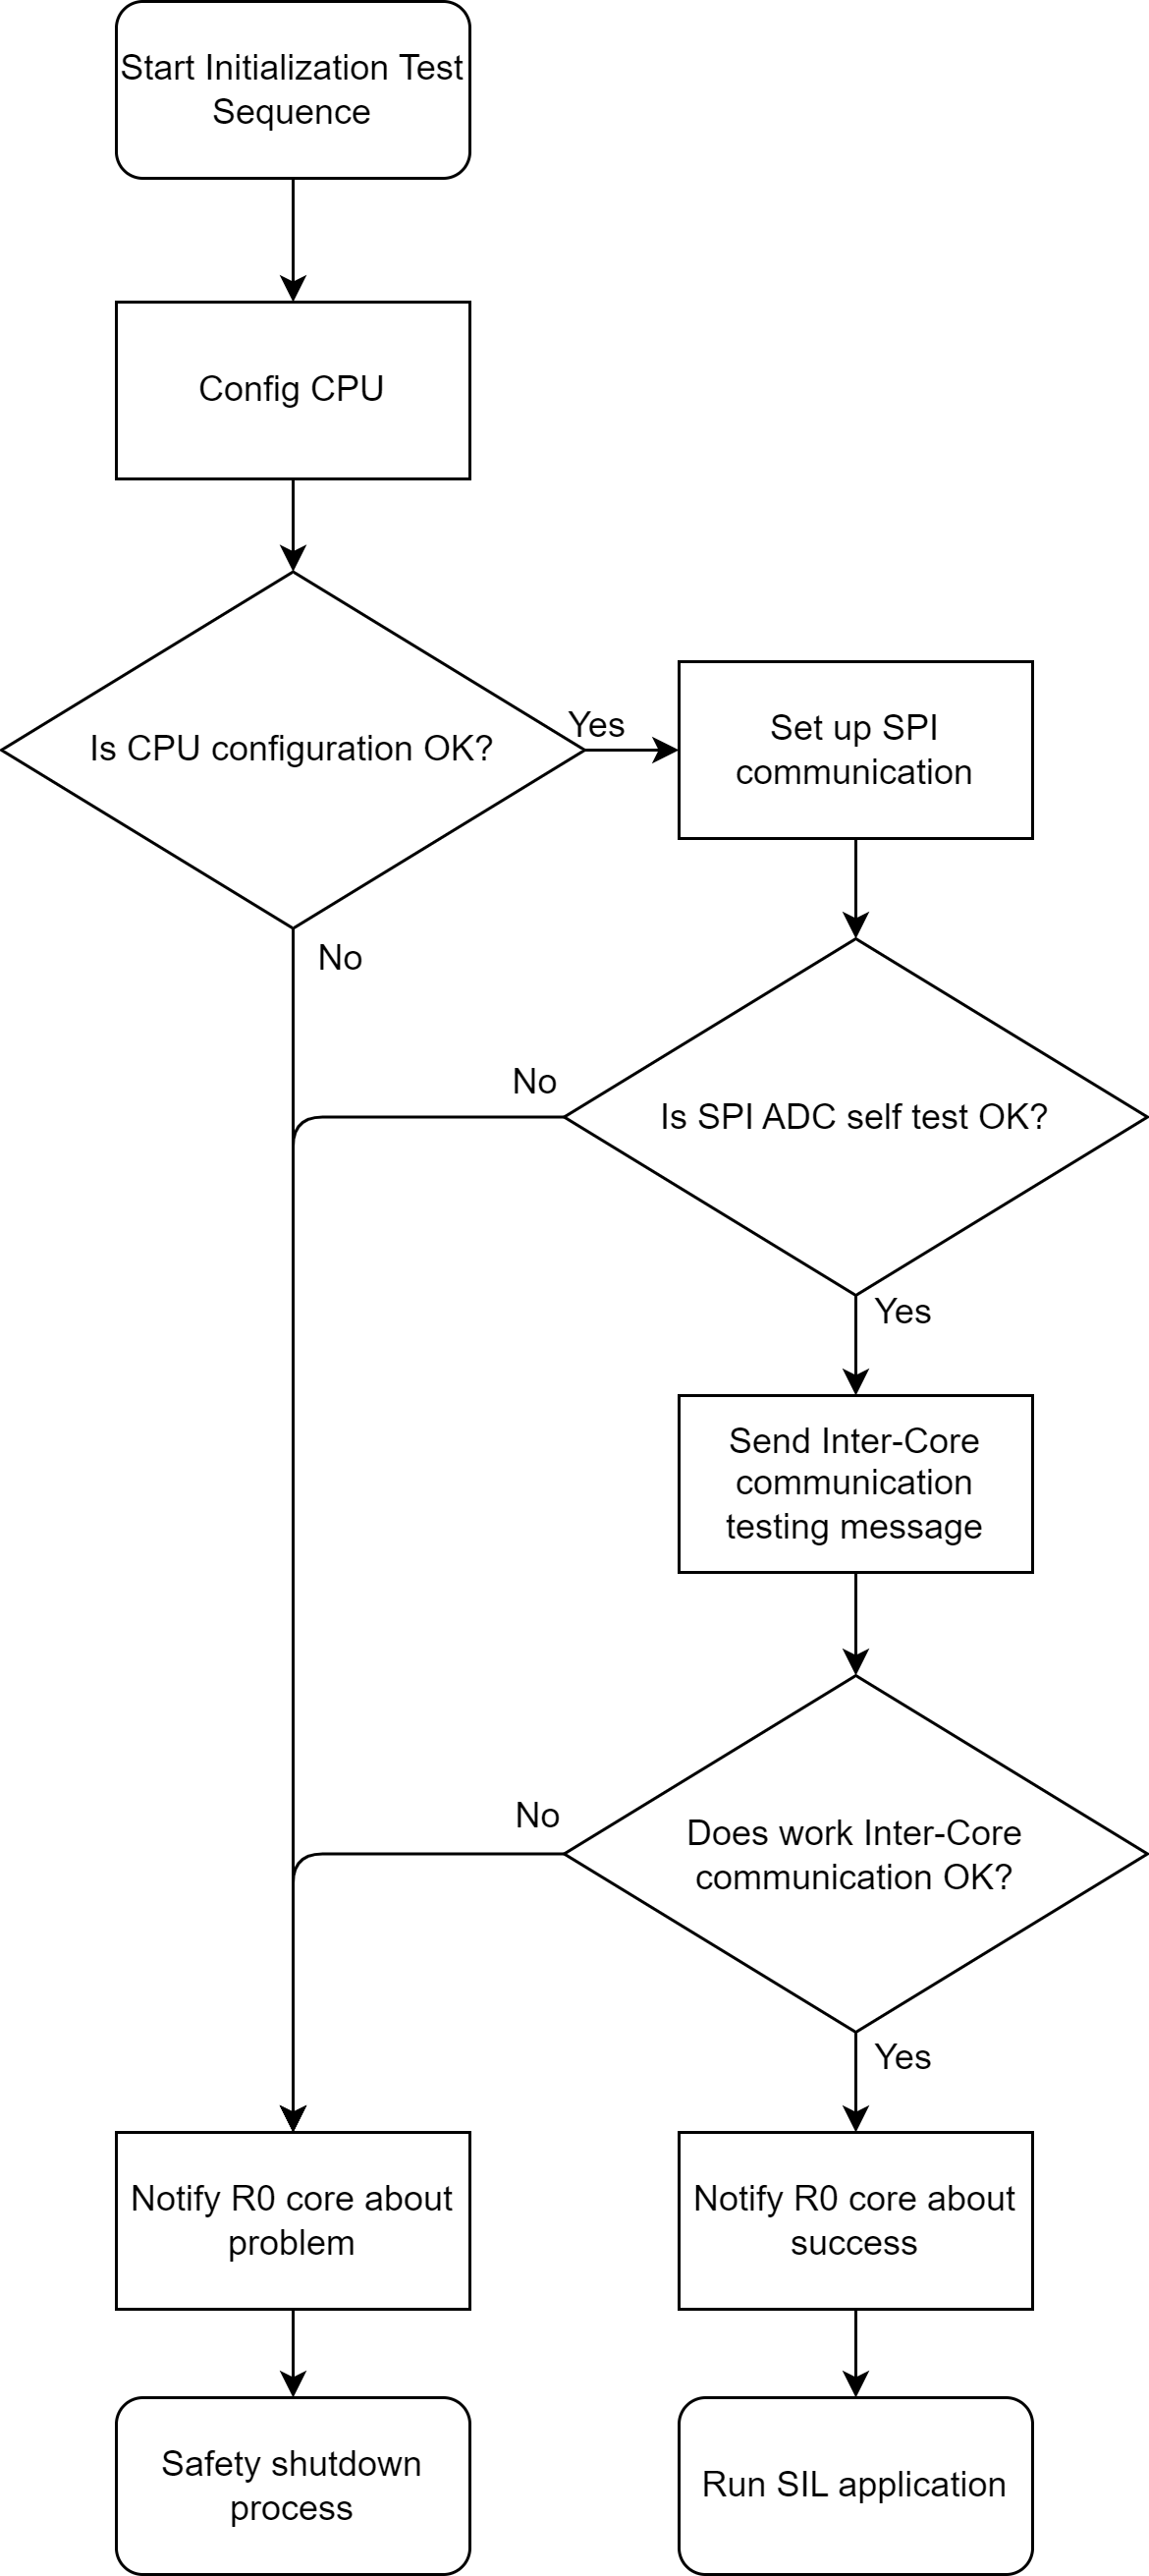 Start Initialization Test
Sequence
Config CPU
Is CPU configuration OK?
Yes
Set up SPI
communication
No
No
Is SPI ADC self test OK?
Yes
Send Inter-Core
communication
testing message
No
Does work Inter-Core
communication OK?
Yes
Notify R0 core about
problem
Notify R0 core about
success
Safety shutdown
process
Run SIL application